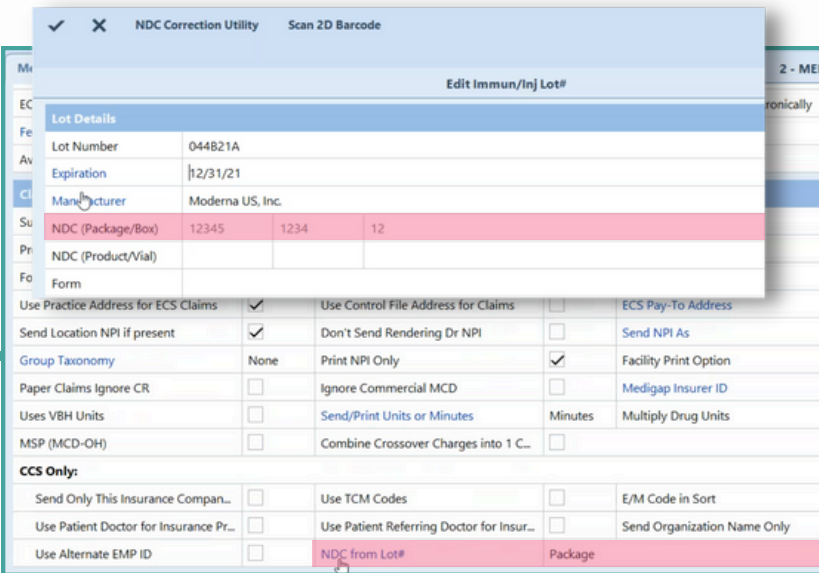 NDC Correction Utility Scan 2D Barcode
Edit Immun/Inj Lot#
Lot Details
Lot Number 044B21A
Expiration 12/31/21
Manufacturer Moderna US, Inc.
NDC (Package/Box) 12345 1234 12
NDC (Product/Vial)
Form
2 - MEI
ronically
Use Practice Address for ECS Claims Use Control File Address for Claims ECS Pay-To Address
Send Location NPI if present Don't Send Rendering Dr NPI Send NPI As
Group Taxonomy None Print NPI Only Facility Print Option
Paper Claims Ignore CR Ignore Commercial MCD Medigap Insurer ID
Uses VBH Units Send/Print Units or Minutes Minutes Multiply Drug Units
MSP (MCD-OH) Combine Crossover Charges into 1 C...
CCS Only:
Send Only This Insurance Compan... Use TCM Codes E/M Code in Sort
Use Patient Doctor for Insurance Pr... Use Patient Referring Doctor for Insur... Send Organization Name Only
Use Alternate EMP ID NDC from Lot# Package